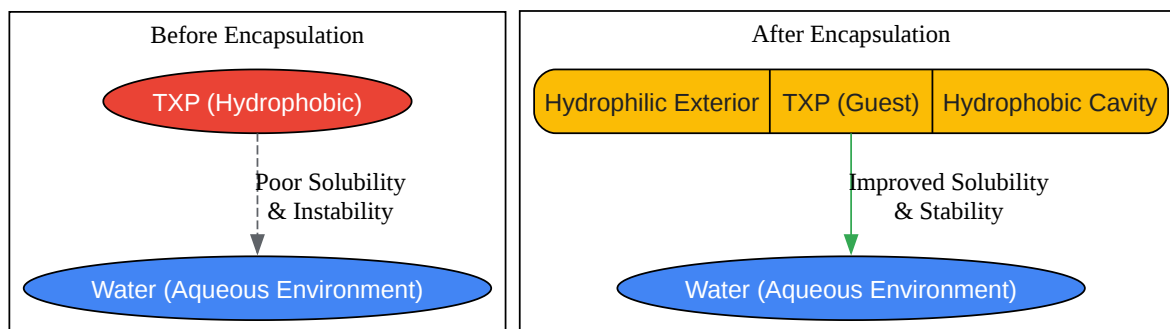 Before Encapsulation
TXP (Hydrophobic)
Poor Solubility
& Instability
Water (Aqueous Environment)
After Encapsulation
Hydrophilic Exterior
TXP (Guest)
Hydrophobic Cavity
Improved Solubility
& Stability
Water (Aqueous Environment)